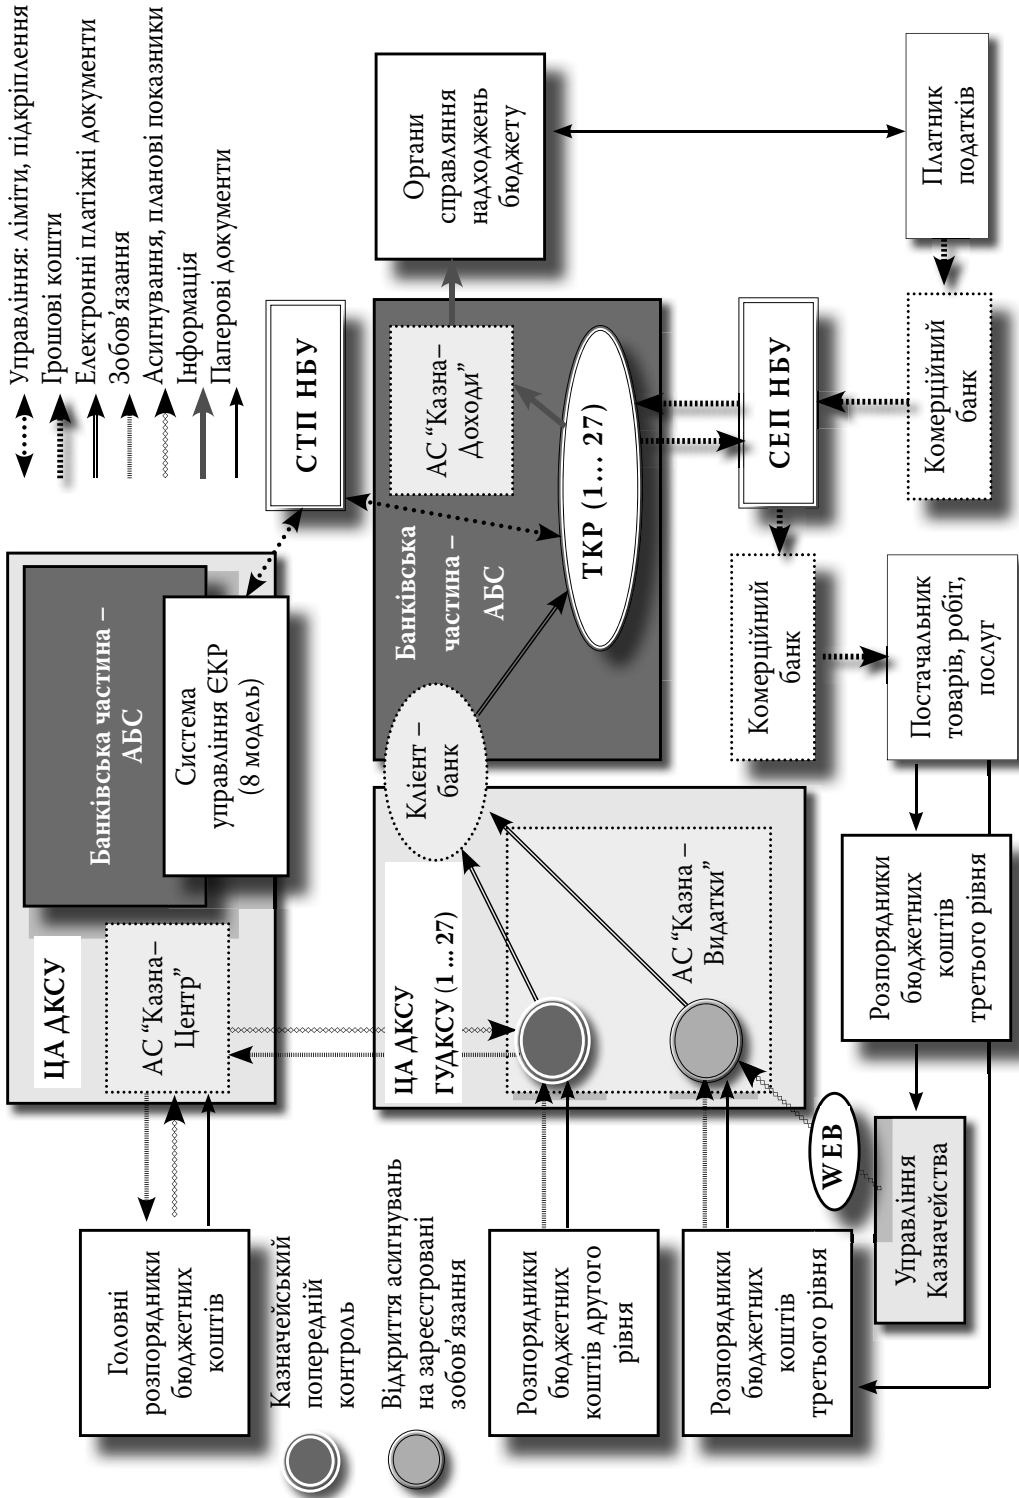 Управління: ліміти, підкріплення
Грошові кошти
Електронні платіжні документи
Зобов'язання
Асигнування, планові показники
Інформація
Паперові документи
ЦА ДКСУ
Банківська частина –
АБС
АС “Казна–
Центр”
Система
управління ЄКР
(8 модель)
СТП НБУ
Головні
розпорядники
бюджетних
коштів
Казначейський
попередній
контроль
Відкриття асигнувань
на зареєстровані
зобов'язання
ЦА ДКСУ
ГУДКСУ (1 ... 27)
Клієнт –
банк
Банківська
частина –
АБС
АС “Казна–
Доходи”
ТКР (1... 27)
Органи
справляння
надходжень
бюджету
АС “Казна –
Видатки”
Розпорядники
бюджетних
коштів другого
рівня
Розпорядники
бюджетних
коштів
третього рівня
WEB
Управління
Казначейства
Розпорядники
бюджетних
коштів
третього рівня
Постачальник
товарів, робіт,
послуг
Комерційний
банк
СЕП НБУ
Комерційний
банк
Платник
податків